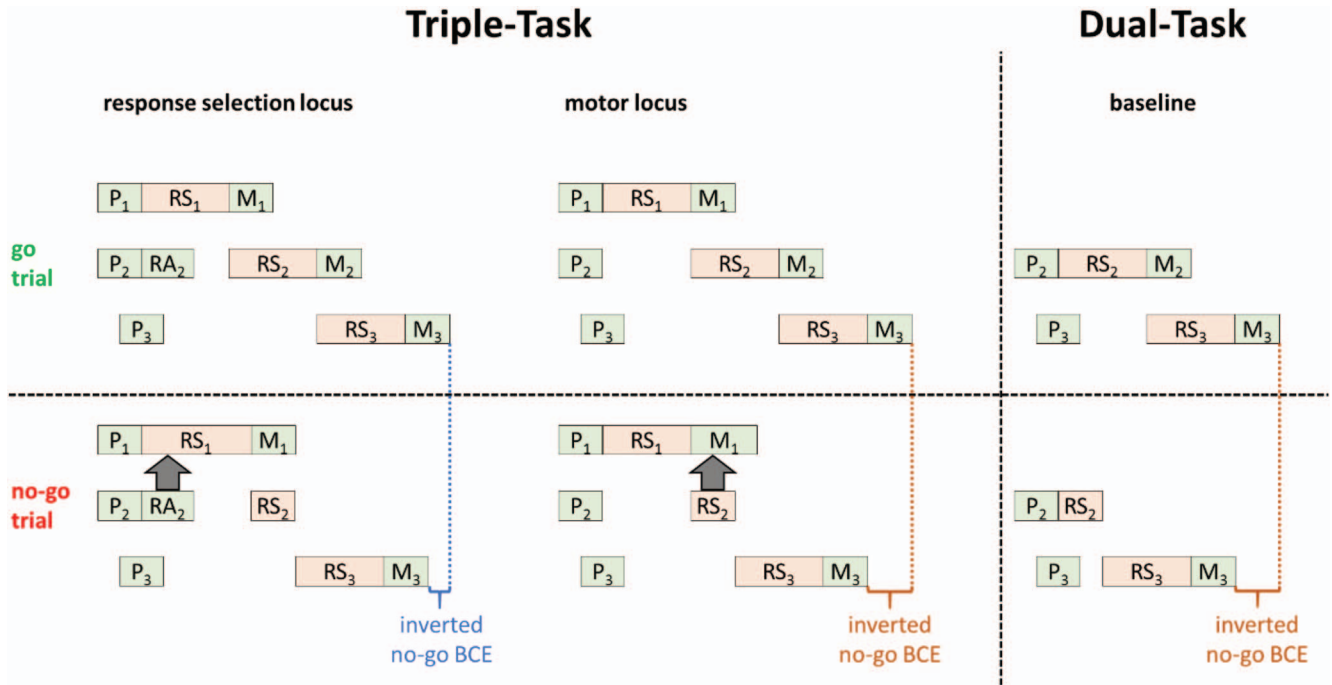 Triple-Task
Dual-Task
response selection locus
motor locus
baseline
go
trial
P₁ RS₁ M₁
P₂ RA₂ RS₂ M₂
P₃ RS₃ M₃
P₁ RS₁ M₁
P₂ RS₂ M₂
P₃ RS₃ M₃
P₂ RS₂ M₂
P₃ RS₃ M₃
no-go
trial
P₁ RS₁ M₁
P₂ RA₂ RS₂
P₃ RS₃ M₃
inverted
no-go BCE
P₁ RS₁ M₁
P₂ RS₂
P₃ RS₃ M₃
inverted
no-go BCE
P₂ RS₂
P₃ RS₃ M₃
inverted
no-go BCE